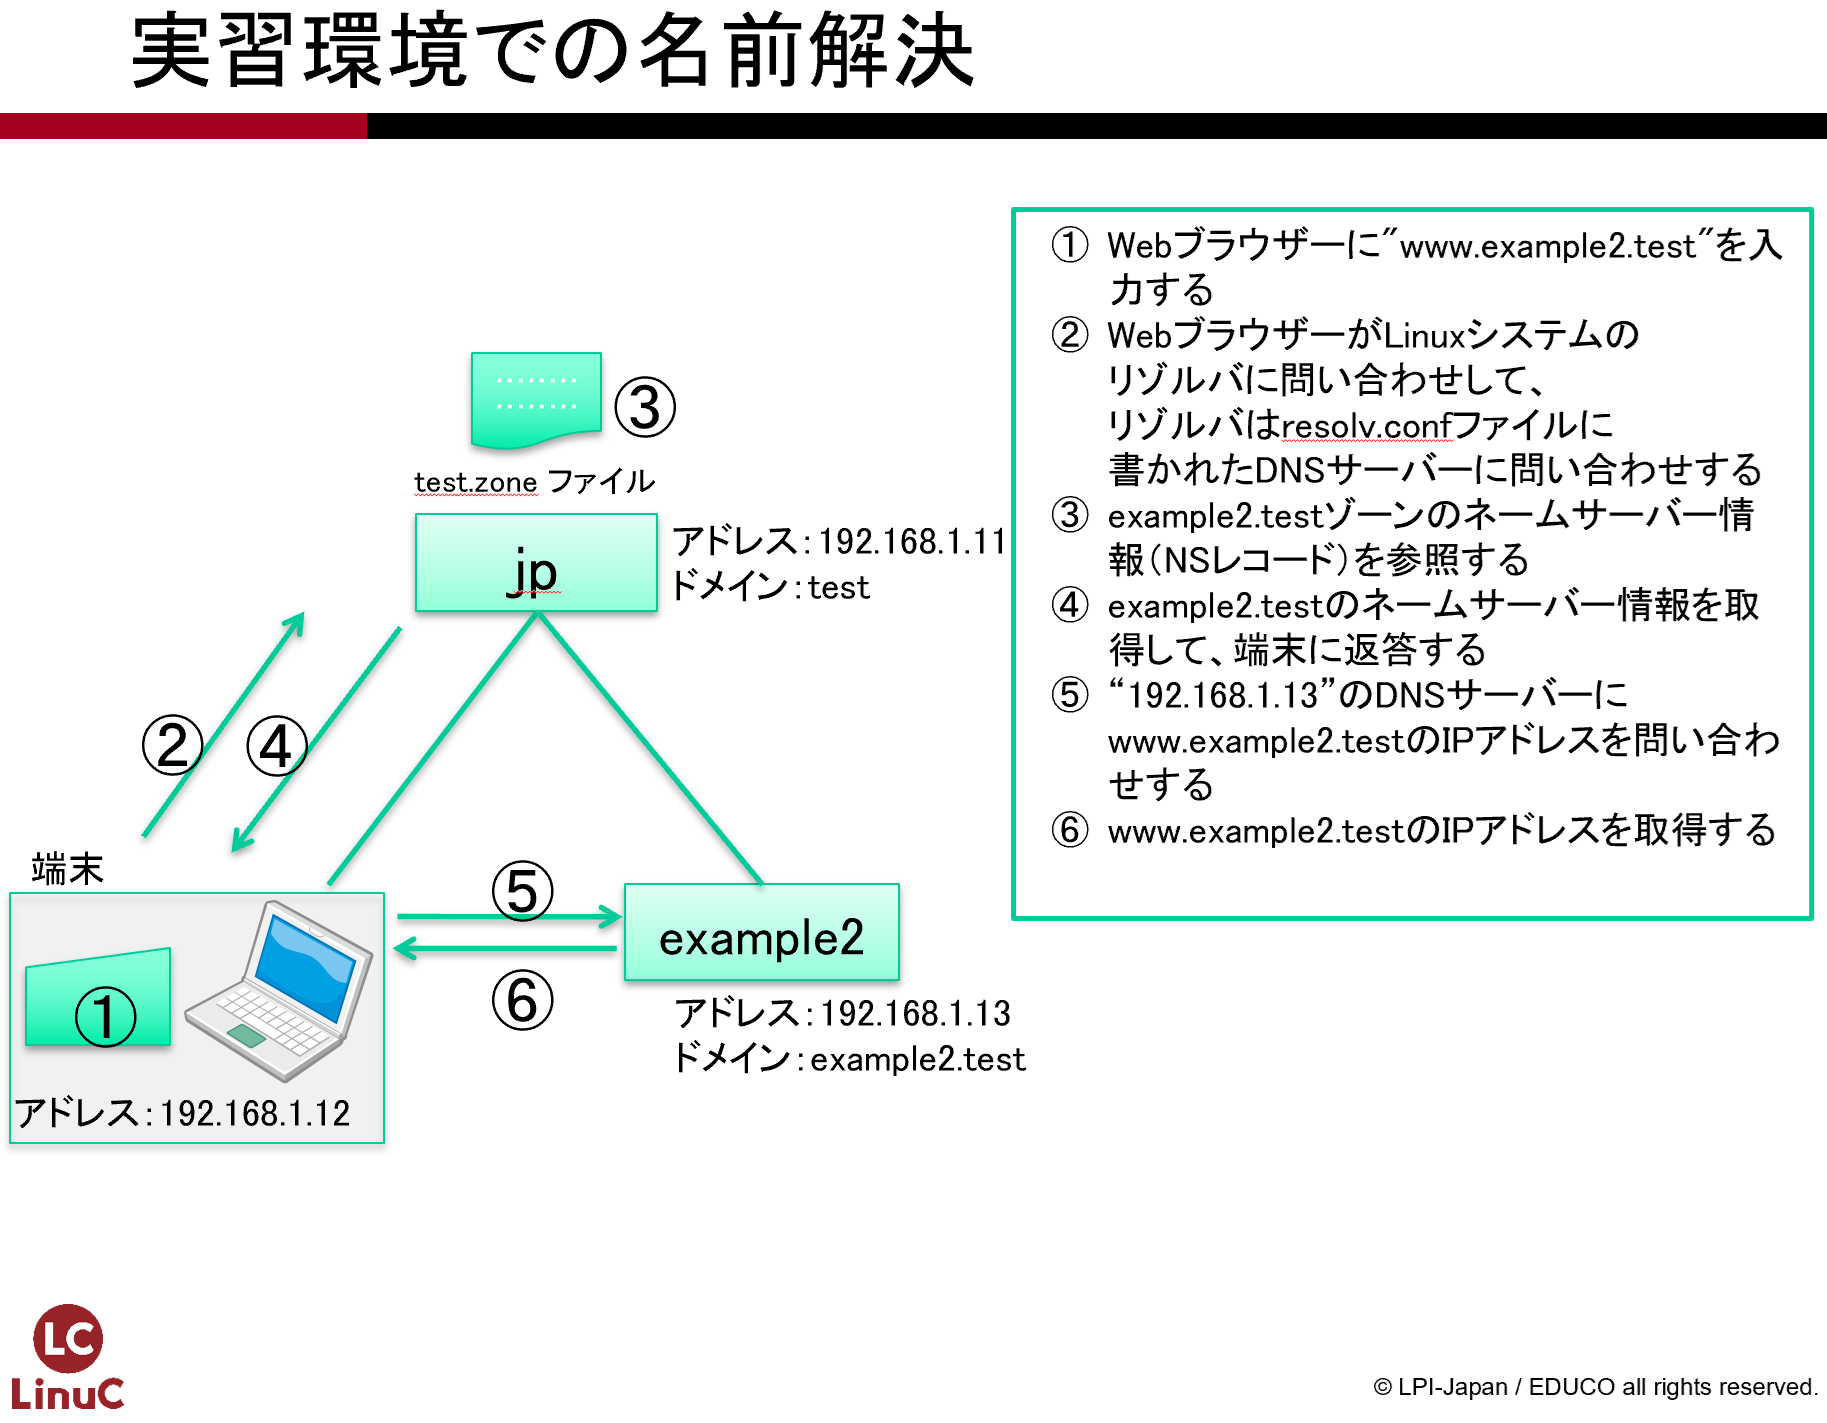 実習環境での名前解決
③
test.zone ファイル
jp
アドレス：192.168.1.11
ドメイン：test
②
④
端末
①
アドレス：192.168.1.12
⑤
⑥
example2
アドレス：192.168.1.13
ドメイン：example2.test
① Webブラウザーに"www.example2.test"を入
力する
② WebブラウザーがLinuxシステムの
リゾルバに問い合わせして、
リゾルバはresolv.confファイルに
書かれたDNSサーバーに問い合わせする
③ example2.testゾーンのネームサーバー情
報（NSレコード）を参照する
④ example2.testのネームサーバー情報を取
得して、端末に返答する
⑤ “192.168.1.13”のDNSサーバーに
www.example2.testのIPアドレスを問い合わ
せする
⑥ www.example2.testのIPアドレスを取得する
LC
LinuC
© LPI-Japan / EDUCO all rights reserved.